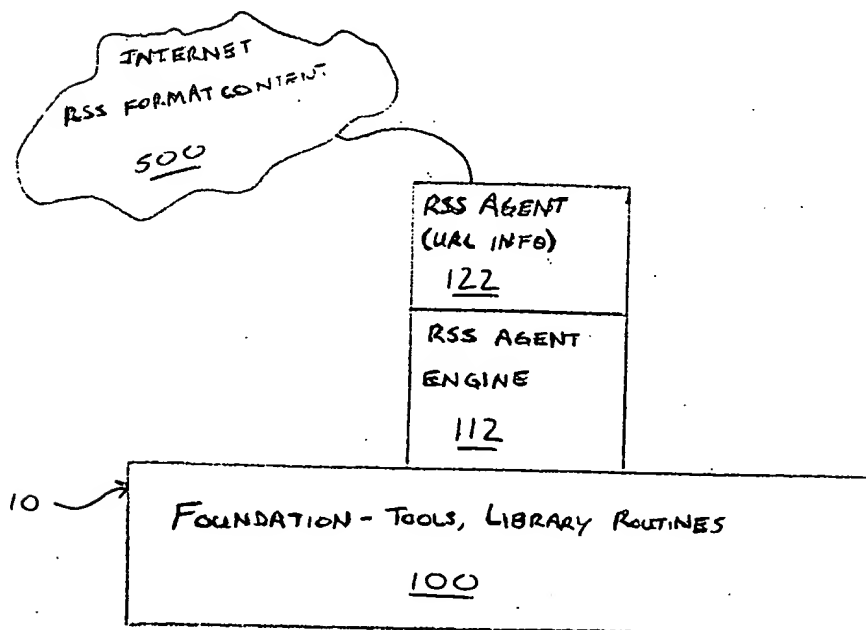 INTERNET
RSS FORMAT CONTENT
500
RSS AGENT
(URL INFO)
122
RSS AGENT
ENGINE
112
10
FOUNDATION - TOOLS, LIBRARY ROUTINES
100